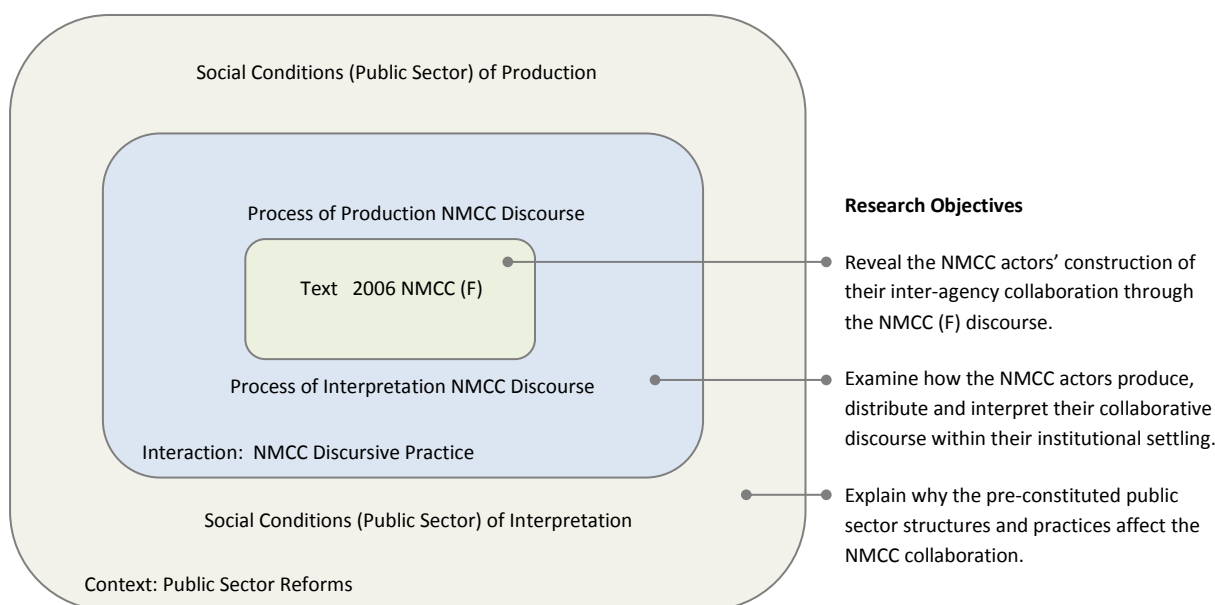 Social Conditions (Public Sector) of Production
Process of Production NMCC Discourse
Text 2006 NMCC (F)
Process of Interpretation NMCC Discourse
Interaction: NMCC Discursive Practice
Social Conditions (Public Sector) of Interpretation
Context: Public Sector Reforms
Research Objectives
Reveal the NMCC actors’ construction of
their inter-agency collaboration through
the NMCC (F) discourse.
Examine how the NMCC actors produce,
distribute and interpret their collaborative
discourse within their institutional settling.
Explain why the pre-constituted public
sector structures and practices affect the
NMCC collaboration.